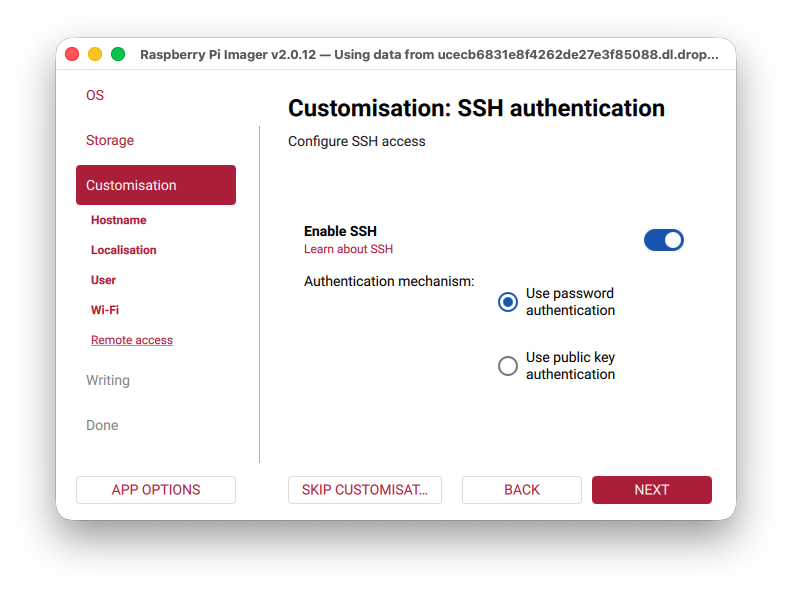 Raspberry Pi Imager v2.0.12 — Using data from ucecb6831e8f4262de27e3f85088.dl.drop...
OS
Storage
Customisation
Hostname
Localisation
User
Wi-Fi
Remote access
Writing
Done
Customisation: SSH authentication
Configure SSH access
Enable SSH
Learn about SSH
Authentication mechanism:
Use password
authentication
Use public key
authentication
APP OPTIONS
SKIP CUSTOMISAT...
BACK
NEXT